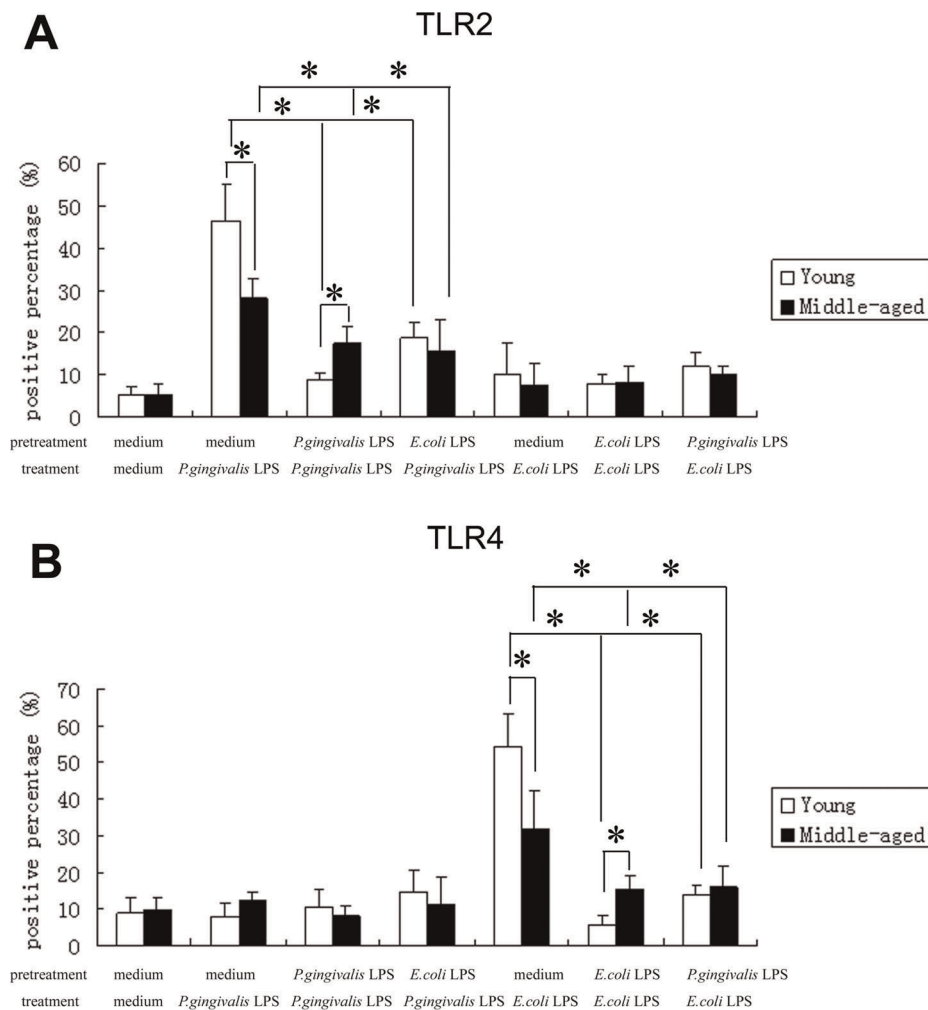 A
TLR2
* *
* *
*
*
60
50
40
30
20
10
0
positive percentage (%)
Young
Middle-aged
pretreatment medium medium P.gingivalis LPS E.coli LPS medium E.coli LPS P.gingivalis LPS
treatment medium P.gingivalis LPS P.gingivalis LPS P.gingivalis LPS E.coli LPS E.coli LPS E.coli LPS
B
TLR4
* *
* *
*
*
70
60
50
40
30
20
10
0
positive percentage (%)
Young
Middle-aged
pretreatment medium medium P.gingivalis LPS E.coli LPS medium E.coli LPS P.gingivalis LPS
treatment medium P.gingivalis LPS P.gingivalis LPS P.gingivalis LPS E.coli LPS E.coli LPS E.coli LPS